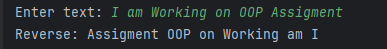 Enter text: I am Working on OOP Assigment
Reverse: Assigment OOP on Working am I